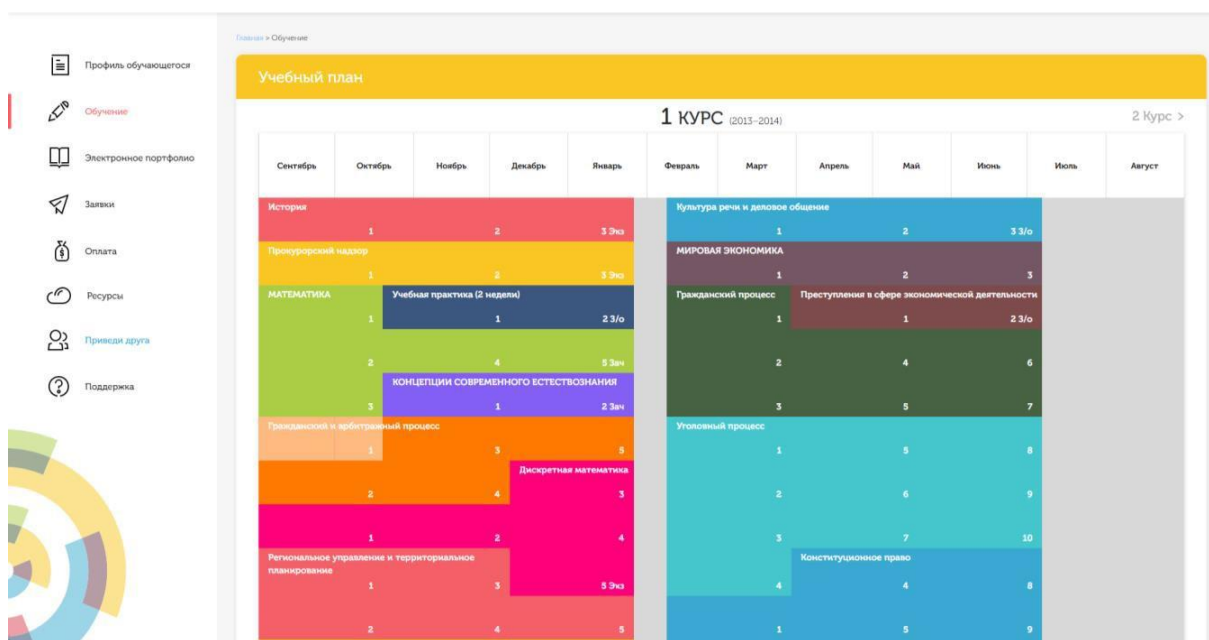 Главная > Обучение
Профиль обучающегося
Обучение
Электронное портфолио
Заявки
Оплата
Ресурсы
Приведи друга
Поддержка
Учебный план
1 КУРС (2013–2014)
2 Курс >
Сентябрь Октябрь Ноябрь Декабрь Январь Февраль Март Апрель Май Июнь Июль Август
История
1 2 3 Экз
Прокурорский надзор
1 2 3 Экз
МАТЕМАТИКА
1
Учебная практика (2 недели)
1 2 З/о
2 4 5 Зач
КОНЦЕПЦИИ СОВРЕМЕННОГО ЕСТЕСТВОЗНАНИЯ
3 1 2 Зач
Гражданский и арбитражный процесс
1 3 5
Дискретная математика
2 4 3
1 2 4
Региональное управление и территориальное
планирование
1 3 5 Экз
2 4 5
Культура речи и деловое общение
1 2 3 З/о
МИРОВАЯ ЭКОНОМИКА
1 2 3
Гражданский процесс
1
Преступления в сфере экономической деятельности
1 2 З/о
2 4 6
3 5 7
Уголовный процесс
1 5 8
2 6 9
3 7 10
Конституционное право
4 4 8
1 5 9